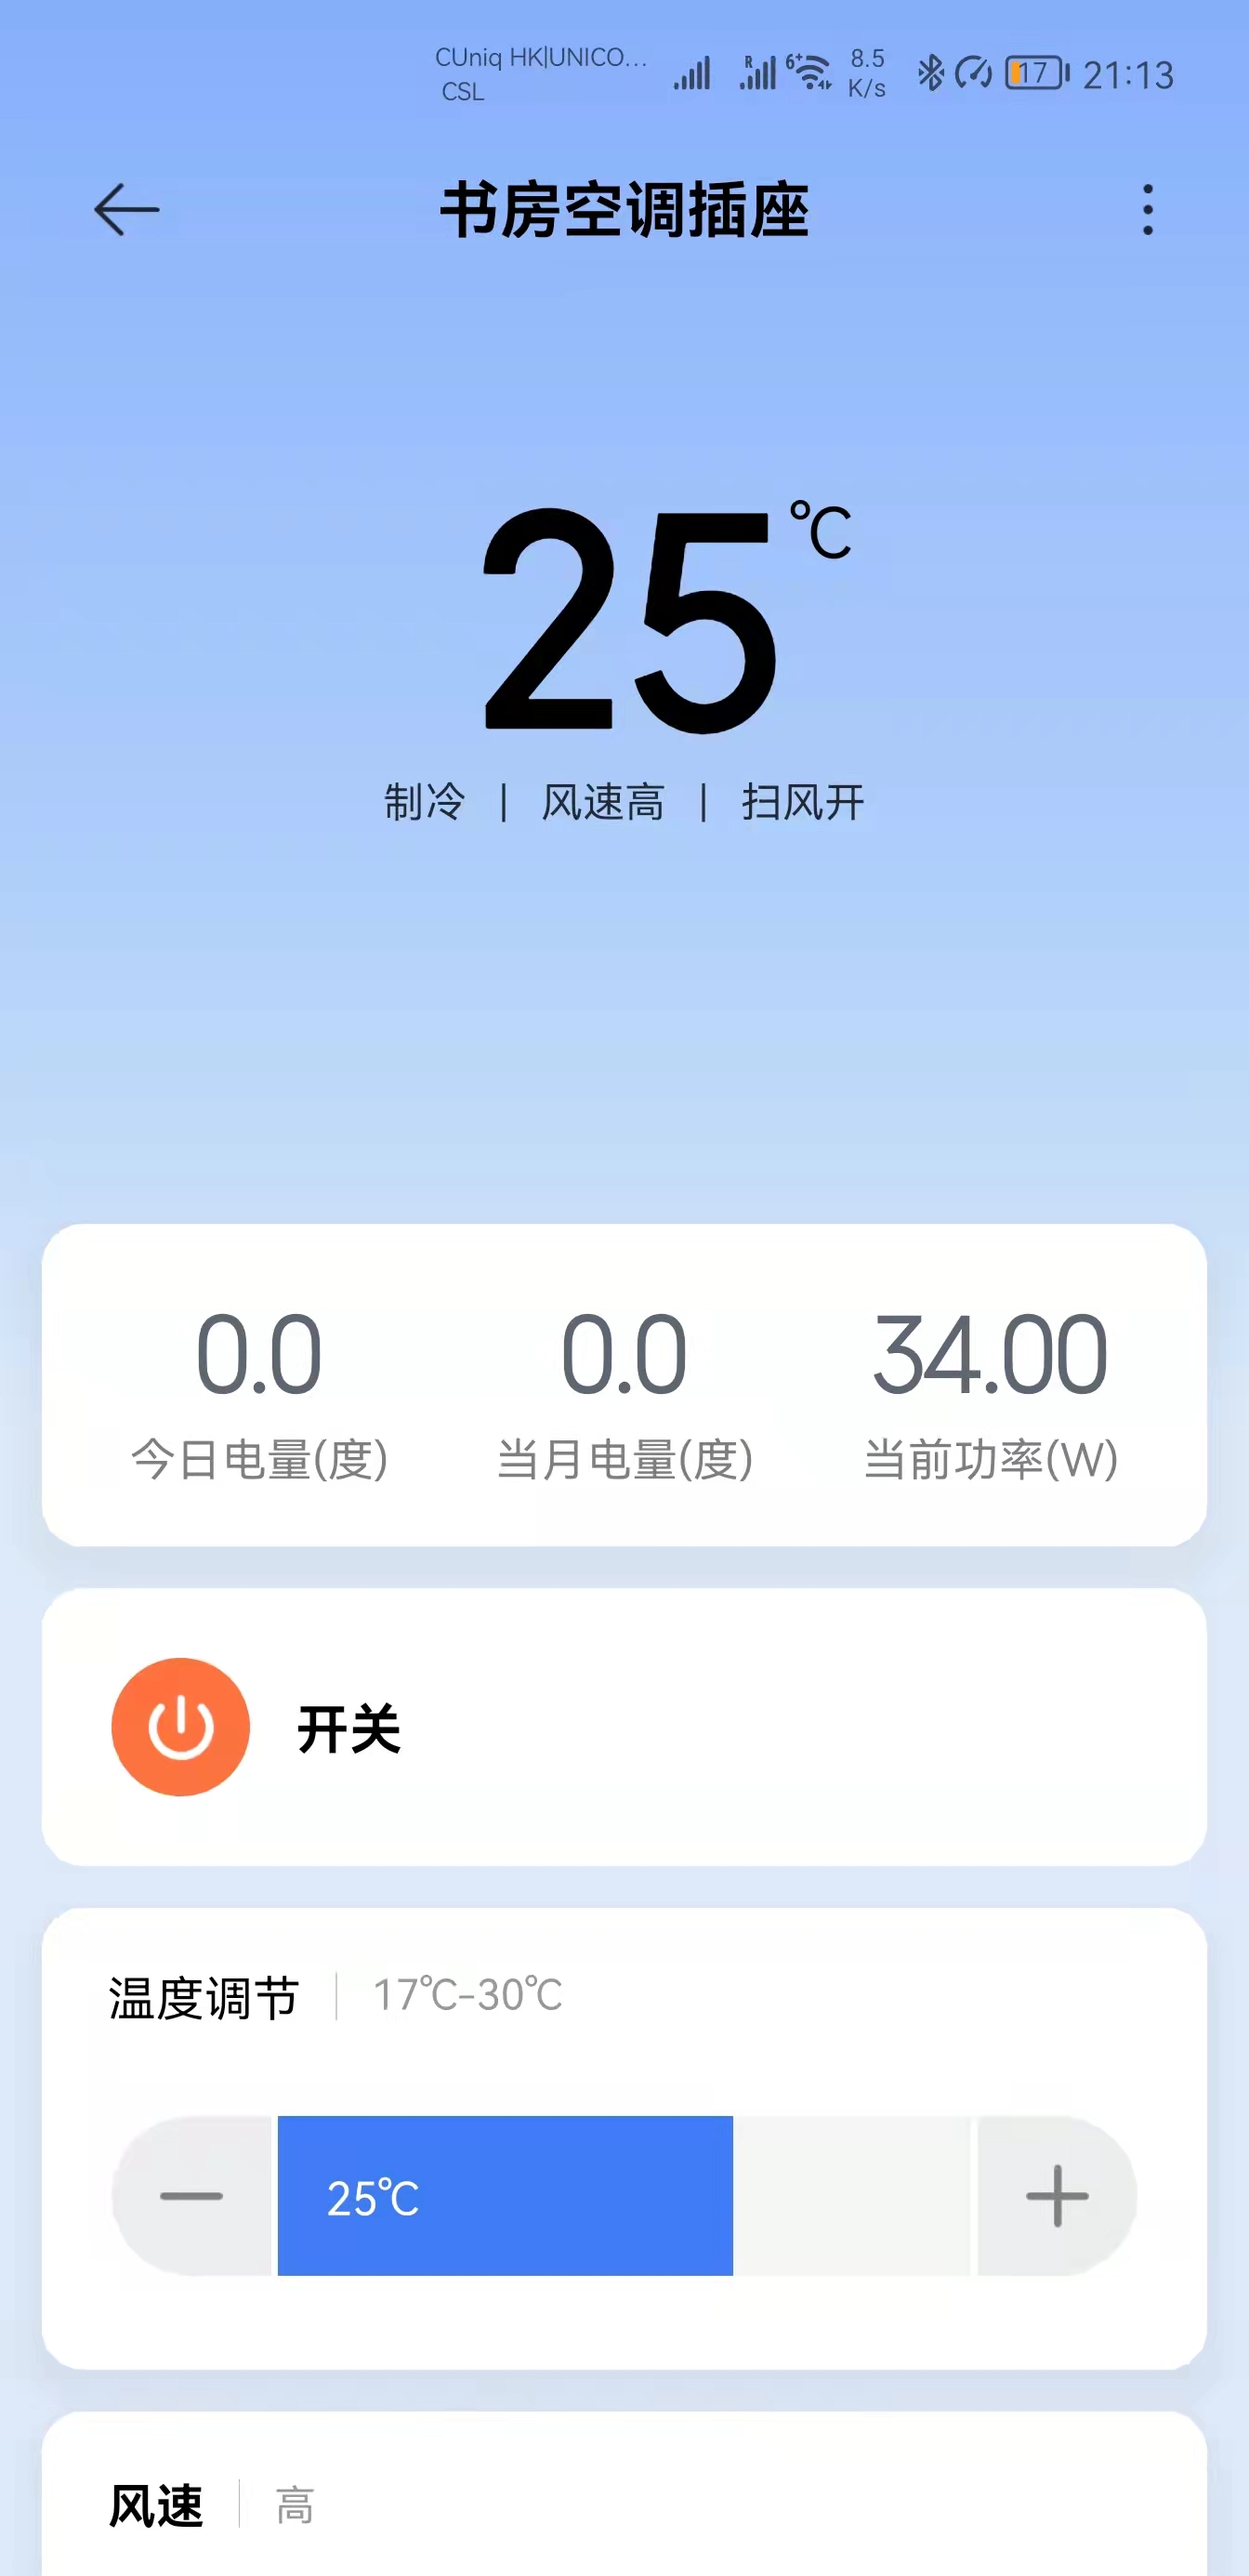 CUniq HK|UNICO...
CSL
R
6+
8.5
K/s
17
21:13
书房空调插座
25℃
制冷 | 风速高 | 扫风开
0.0 0.0 34.00
今日电量(度) 当月电量(度) 当前功率(W)
开关
温度调节 | 17℃-30℃
25℃
风速 | 高